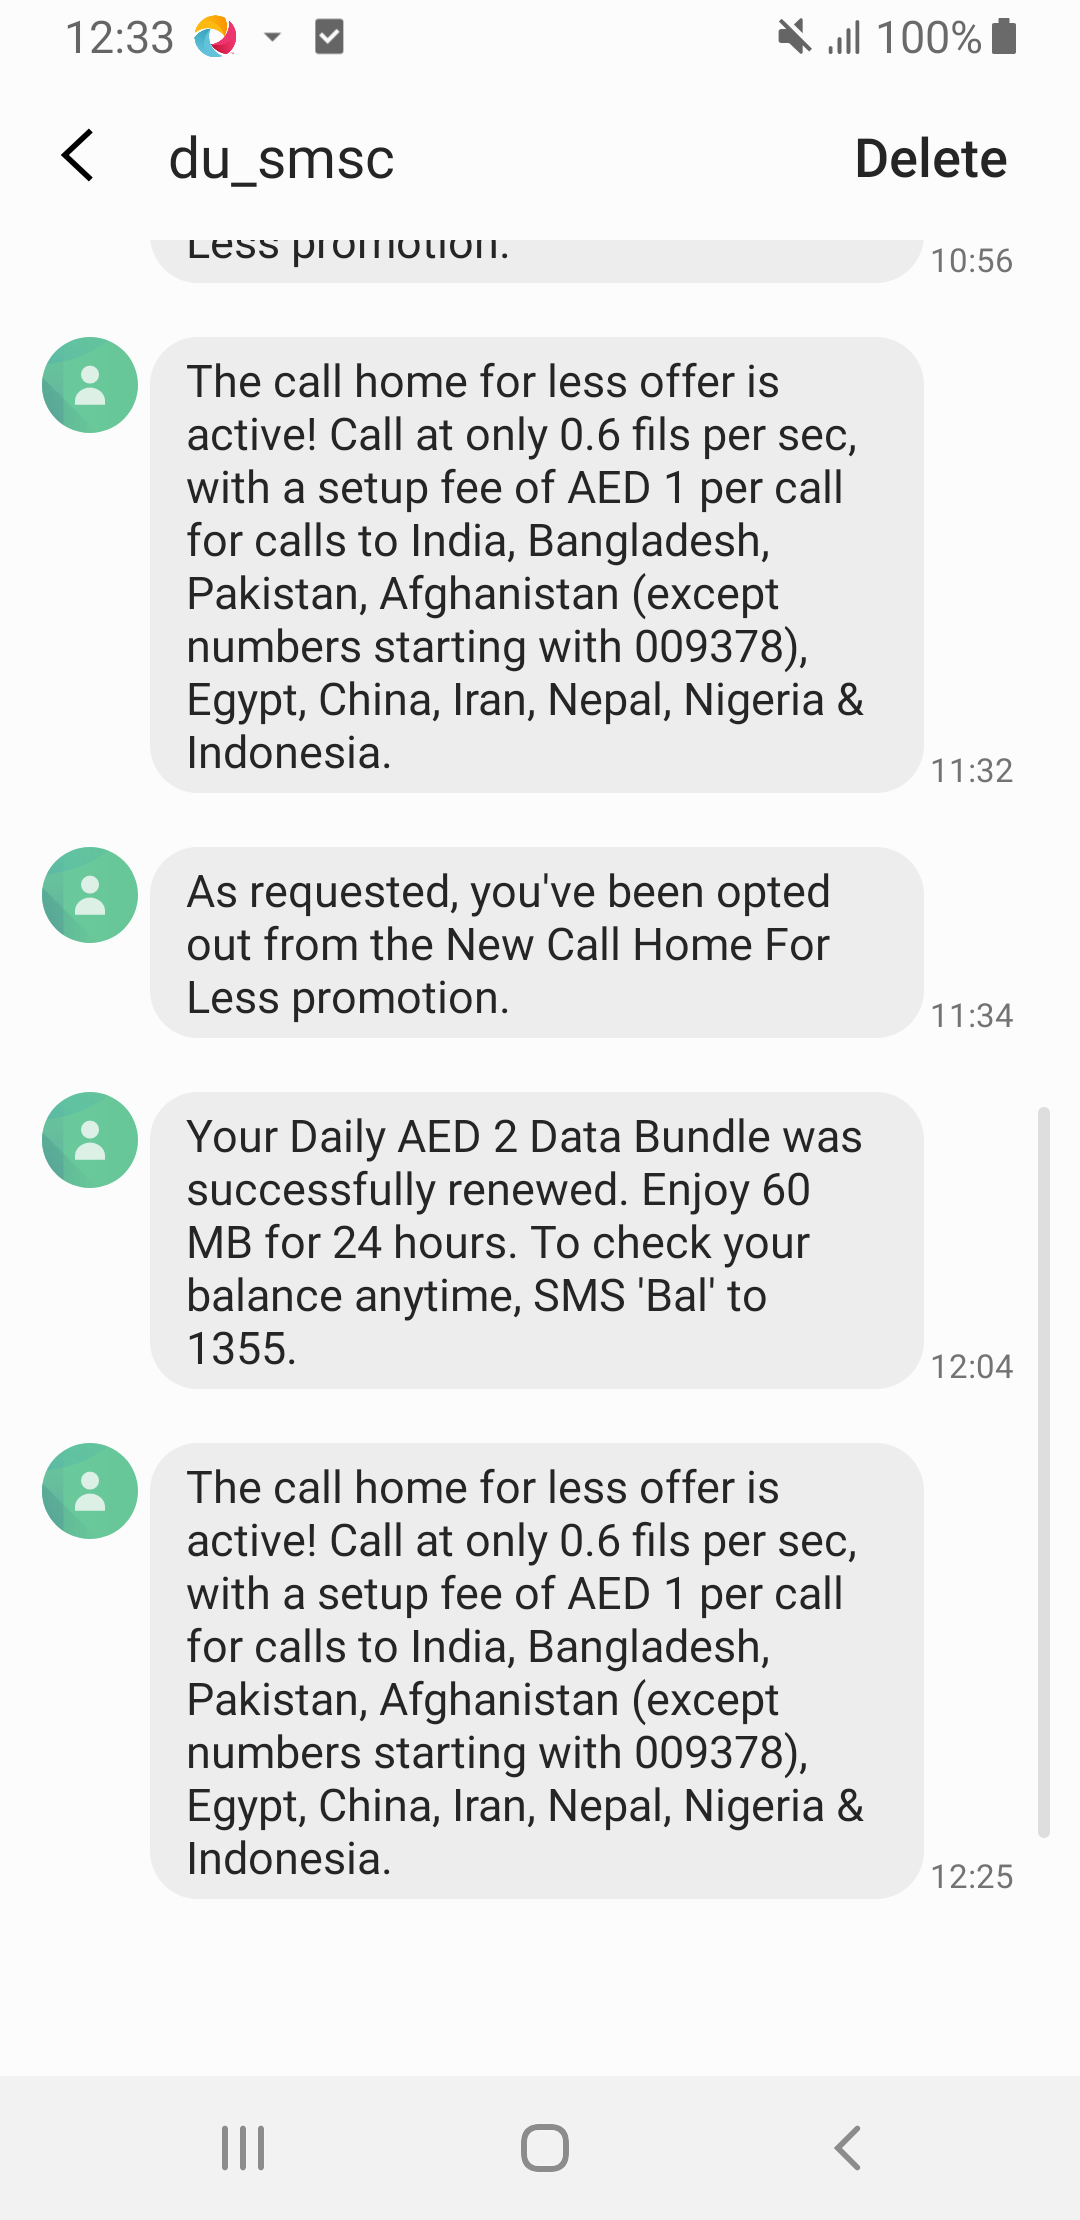 12:33
100%
du_smsc
Delete
Less promotion.
10:56
The call home for less offer is
active! Call at only 0.6 fils per sec,
with a setup fee of AED 1 per call
for calls to India, Bangladesh,
Pakistan, Afghanistan (except
numbers starting with 009378),
Egypt, China, Iran, Nepal, Nigeria &
Indonesia.
11:32
As requested, you've been opted
out from the New Call Home For
Less promotion.
11:34
Your Daily AED 2 Data Bundle was
successfully renewed. Enjoy 60
MB for 24 hours. To check your
balance anytime, SMS 'Bal' to
1355.
12:04
The call home for less offer is
active! Call at only 0.6 fils per sec,
with a setup fee of AED 1 per call
for calls to India, Bangladesh,
Pakistan, Afghanistan (except
numbers starting with 009378),
Egypt, China, Iran, Nepal, Nigeria &
Indonesia.
12:25